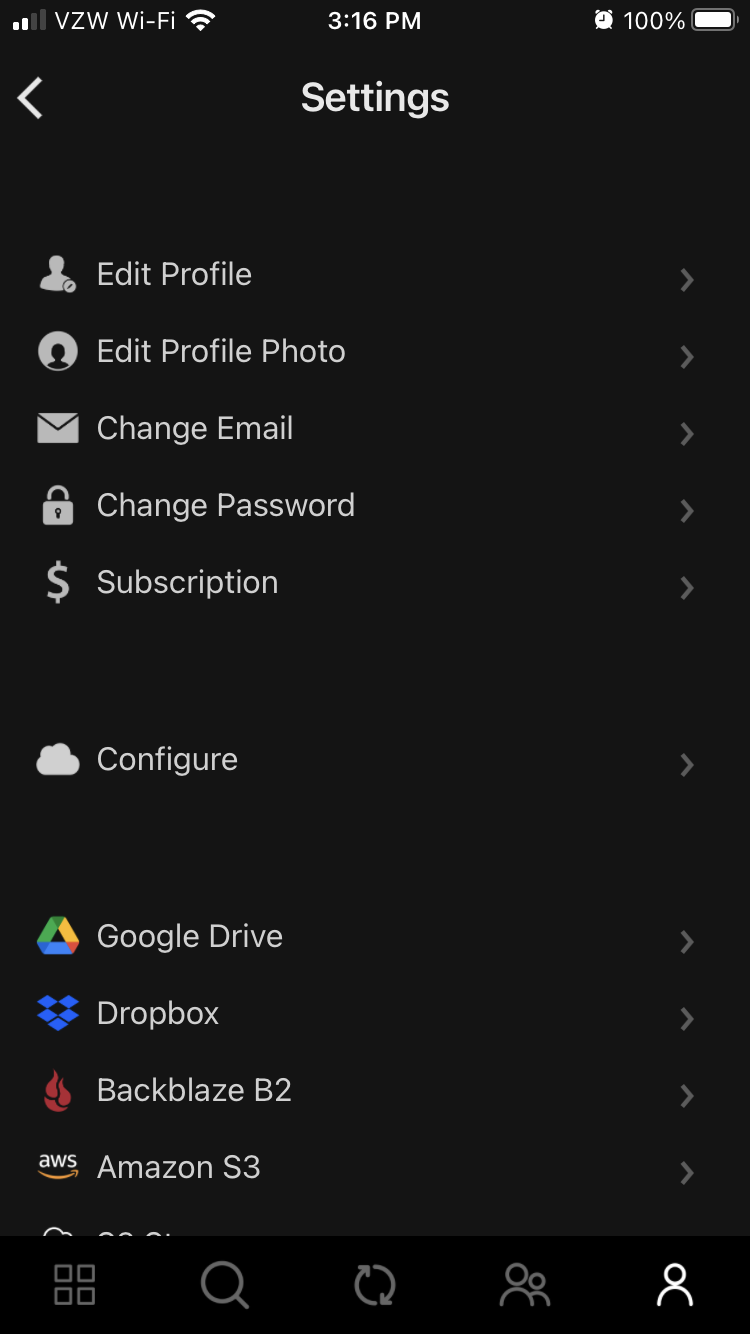 VZW Wi-Fi 3:16 PM 100%
Settings
Edit Profile
Edit Profile Photo
Change Email
Change Password
$ Subscription
Configure
Google Drive
Dropbox
Backblaze B2
aws Amazon S3